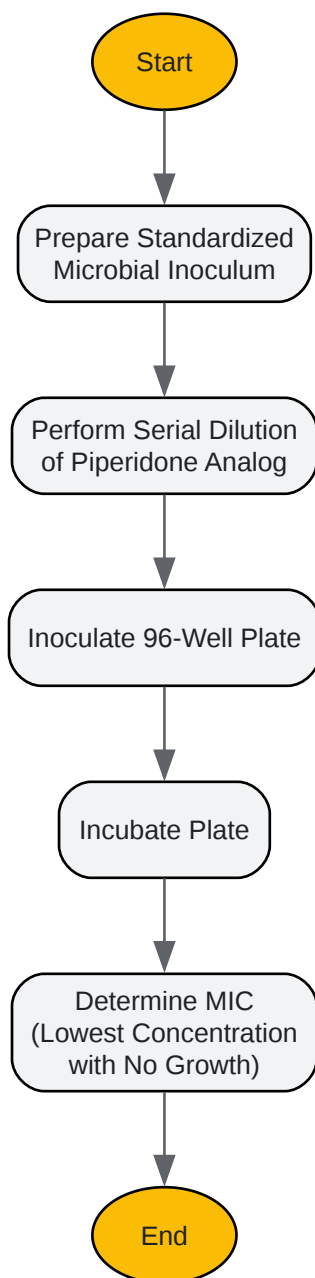 Start
Prepare Standardized
Microbial Inoculum
Perform Serial Dilution
of Piperidone Analog
Inoculate 96-Well Plate
Incubate Plate
Determine MIC
(Lowest Concentration
with No Growth)
End